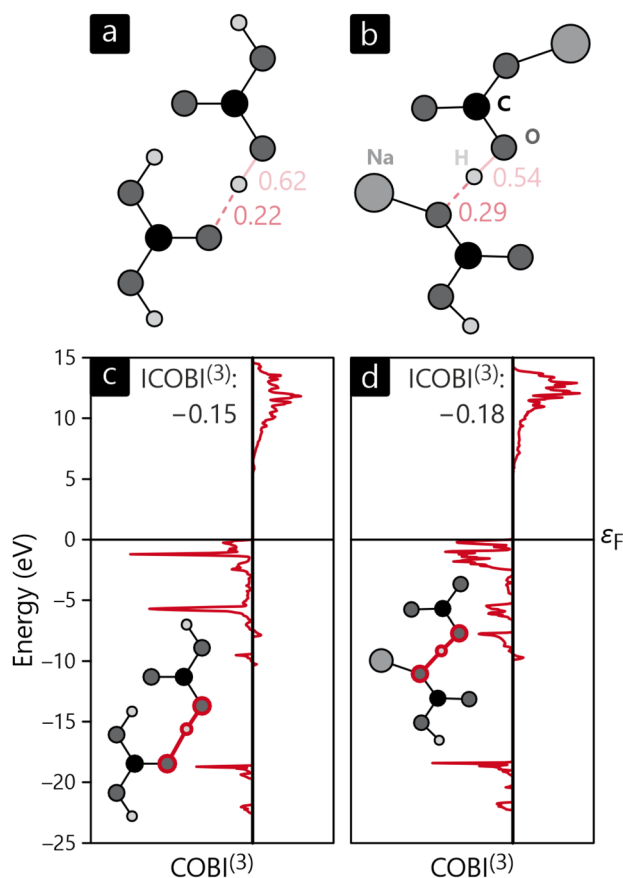 a
0.62
0.22
b
C
O
Na
H
0.54
0.29
c
ICOBI(3):
−0.15
d
ICOBI(3):
−0.18
15
10
5
0
−5
−10
−15
−20
−25
Energy (eV)
εF
COBI(3)
COBI(3)